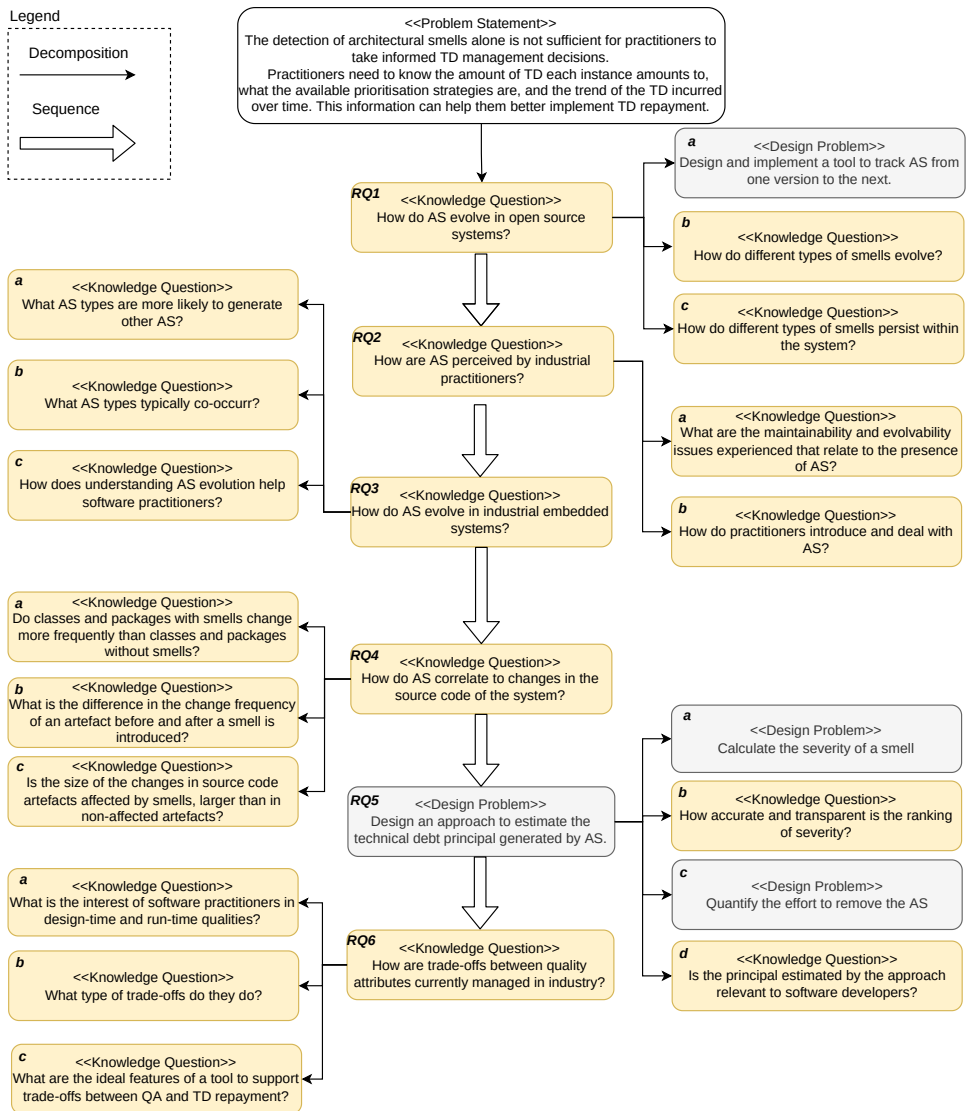 Legend
Decomposition
Sequence
<<Problem Statement>>
The detection of architectural smells alone is not sufficient for practitioners to
take informed TD management decisions.
Practitioners need to know the amount of TD each instance amounts to,
what the available prioritisation strategies are, and the trend of the TD incurred
over time. This information can help them better implement TD repayment.
RQ1
<<Knowledge Question>>
How do AS evolve in open source
systems?
a
<<Design Problem>>
Design and implement a tool to track AS from
one version to the next.
b
<<Knowledge Question>>
How do different types of smells evolve?
c
<<Knowledge Question>>
How do different types of smells persist within
the system?
RQ2
<<Knowledge Question>>
How are AS perceived by industrial
practitioners?
a
<<Knowledge Question>>
What are the maintainability and evolvability
issues experienced that relate to the presence
of AS?
b
<<Knowledge Question>>
How do practitioners introduce and deal with
AS?
RQ3
<<Knowledge Question>>
How do AS evolve in industrial embedded
systems?
a
<<Knowledge Question>>
What AS types are more likely to generate
other AS?
b
<<Knowledge Question>>
What AS types typically co-occurr?
c
<<Knowledge Question>>
How does understanding AS evolution help
software practitioners?
RQ4
<<Knowledge Question>>
How do AS correlate to changes in the
source code of the system?
a
<<Knowledge Question>>
Do classes and packages with smells change
more frequently than classes and packages
without smells?
b
<<Knowledge Question>>
What is the difference in the change frequency
of an artefact before and after a smell is
introduced?
c
<<Knowledge Question>>
Is the size of the changes in source code
artefacts affected by smells, larger than in
non-affected artefacts?
RQ5
<<Design Problem>>
Design an approach to estimate the
technical debt principal generated by AS.
a
<<Design Problem>>
Calculate the severity of a smell
b
<<Knowledge Question>>
How accurate and transparent is the ranking
of severity?
c
<<Design Problem>>
Quantify the effort to remove the AS
d
<<Knowledge Question>>
Is the principal estimated by the approach
relevant to software developers?
RQ6
<<Knowledge Question>>
How are trade-offs between quality
attributes currently managed in industry?
a
<<Knowledge Question>>
What is the interest of software practitioners in
design-time and run-time qualities?
b
<<Knowledge Question>>
What type of trade-offs do they do?
c
<<Knowledge Question>>
What are the ideal features of a tool to support
trade-offs between QA and TD repayment?